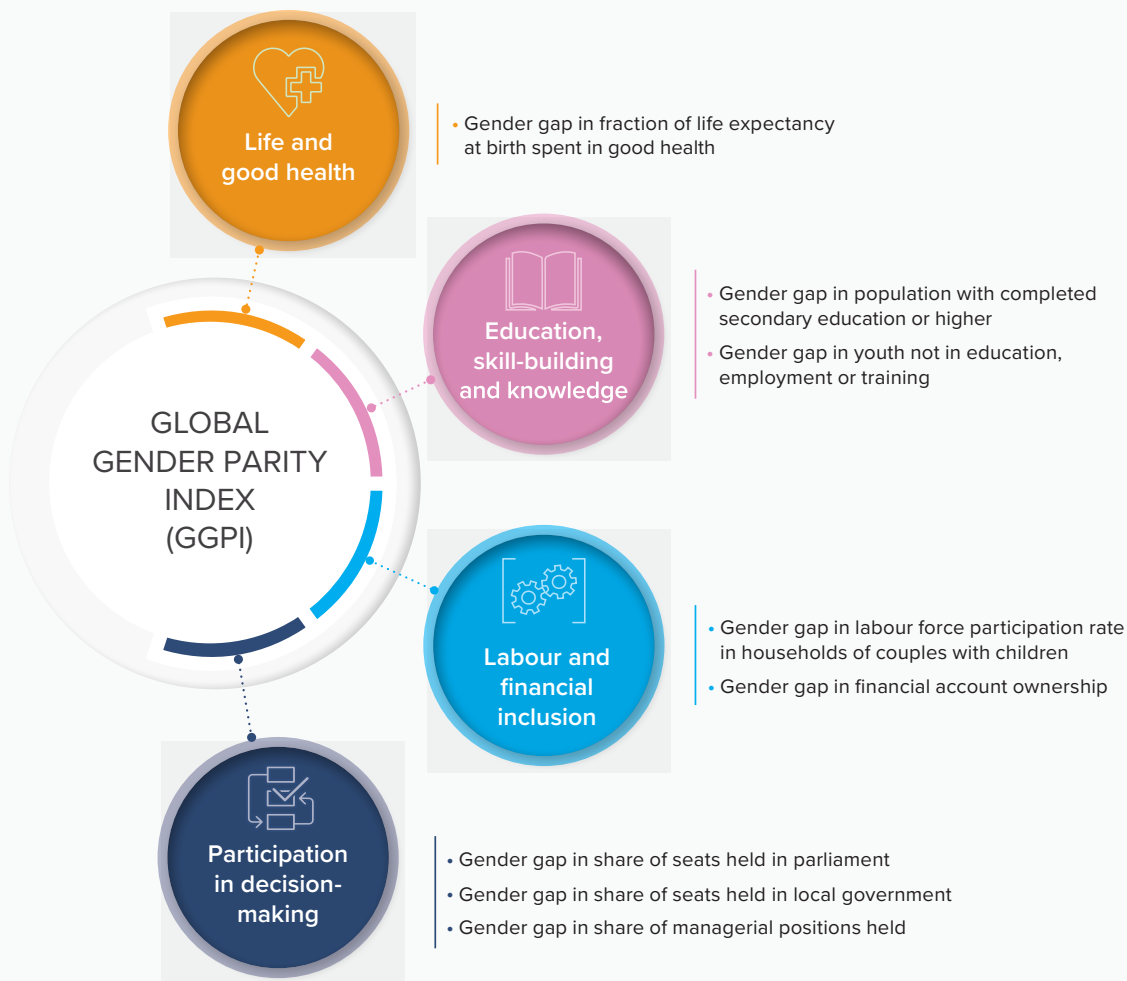 Life and
good health
• Gender gap in fraction of life expectancy
at birth spent in good health
Education,
skill-building
and knowledge
• Gender gap in population with completed
secondary education or higher
• Gender gap in youth not in education,
employment or training
GLOBAL
GENDER PARITY
INDEX
(GGPI)
Labour and
financial
inclusion
• Gender gap in labour force participation rate
in households of couples with children
• Gender gap in financial account ownership
Participation
in decision-
making
• Gender gap in share of seats held in parliament
• Gender gap in share of seats held in local government
• Gender gap in share of managerial positions held